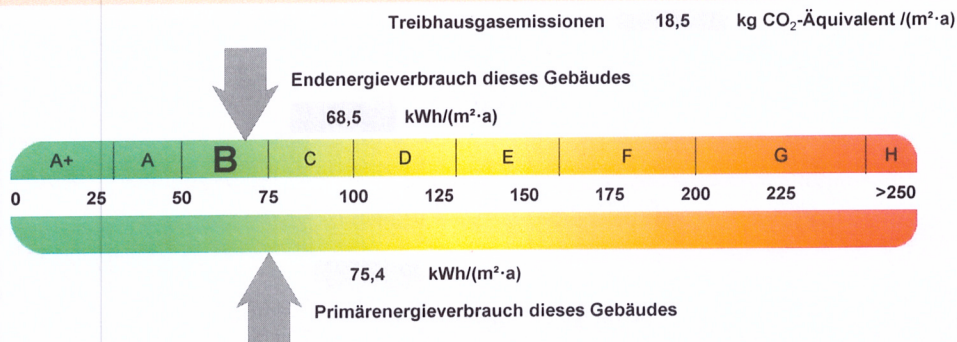 Treibhausgasemissionen 18,5 kg CO₂-Äquivalent /(m²·a)
Endenergieverbrauch dieses Gebäudes
68,5 kWh/(m²·a)
A+ A B C D E F G H
0 25 50 75 100 125 150 175 200 225 >250
75,4 kWh/(m²·a)
Primärenergieverbrauch dieses Gebäudes